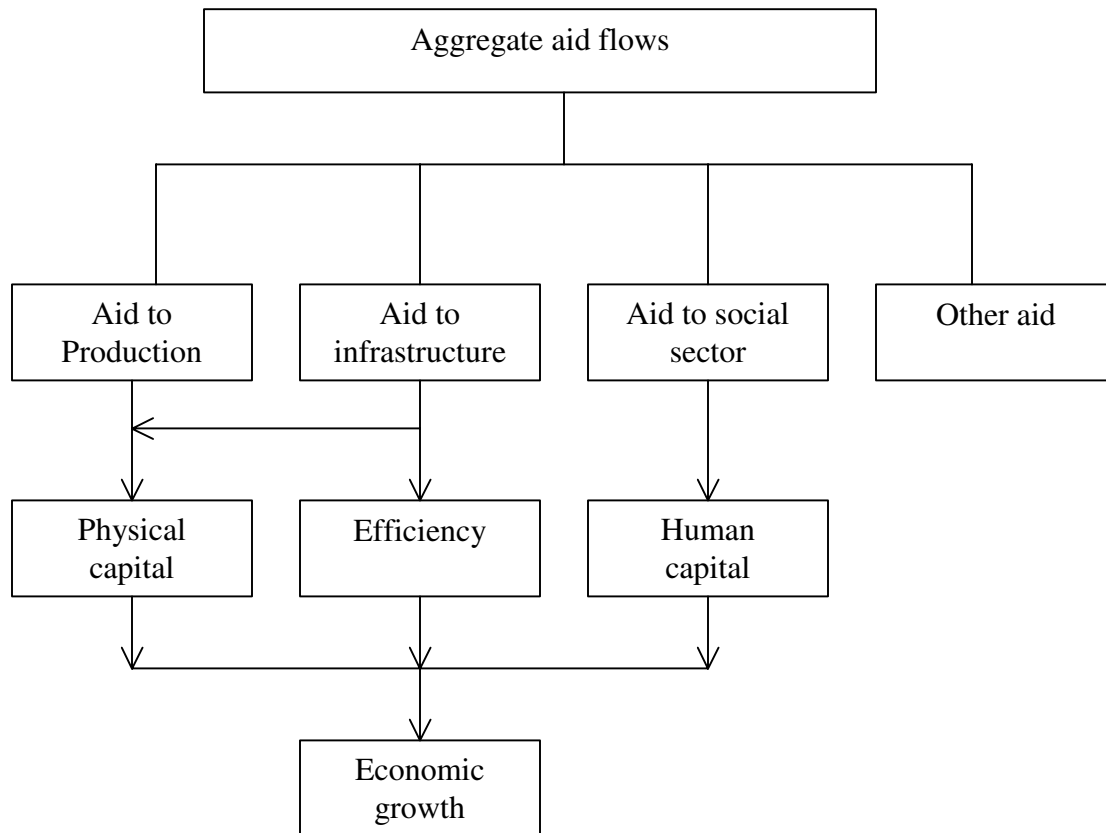 Aggregate aid flows
Aid to
Production
Aid to
infrastructure
Aid to social
sector
Other aid
Physical
capital
Efficiency
Human
capital
Economic
growth